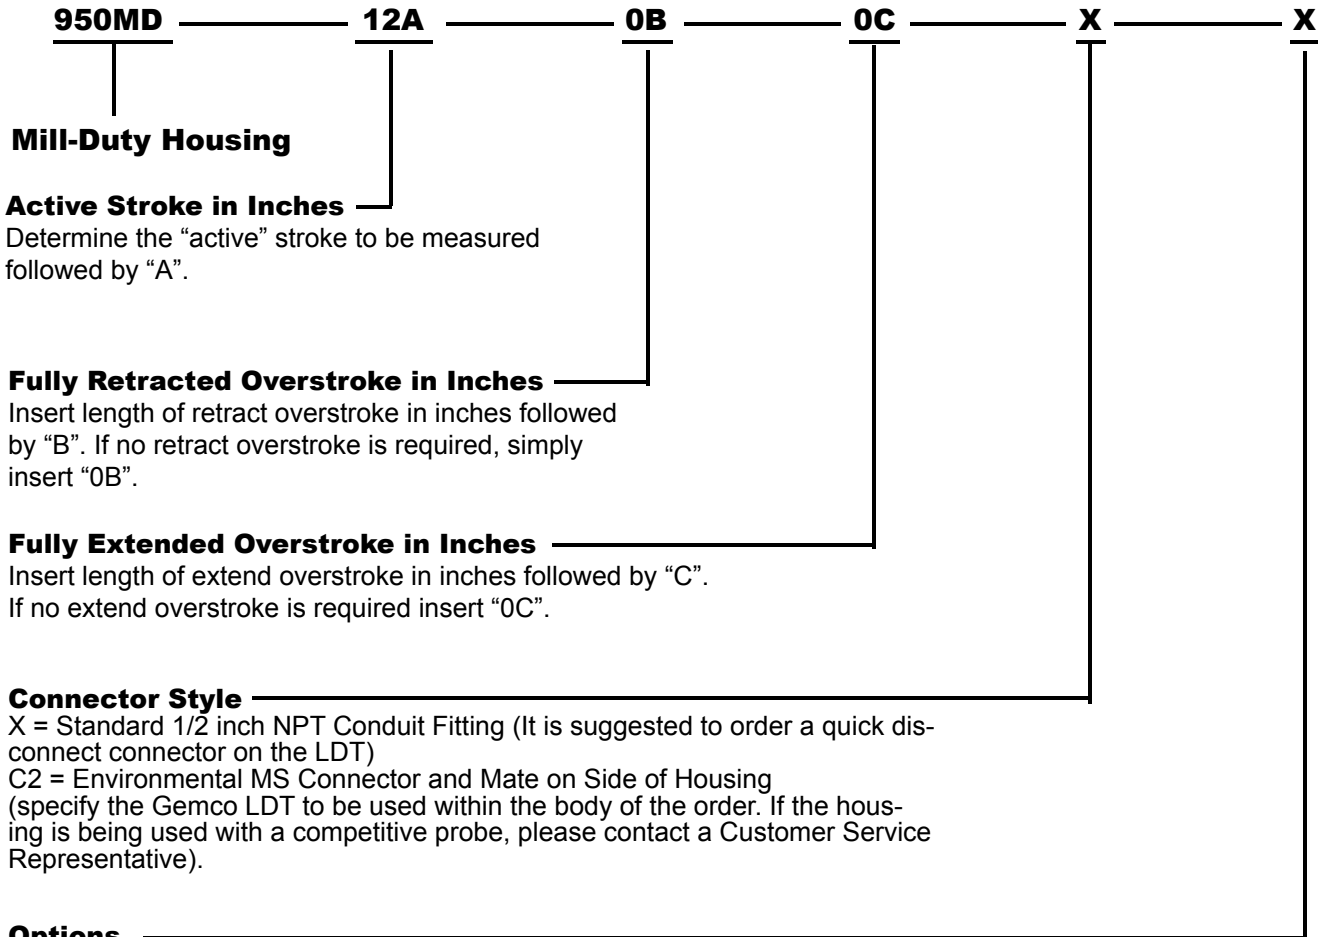 950MD 12A 0B 0C X X
Mill-Duty Housing
Active Stroke in Inches
Determine the “active” stroke to be measured
followed by “A”.
Fully Retracted Overstroke in Inches
Insert length of retract overstroke in inches followed
by “B”. If no retract overstroke is required, simply
insert “0B”.
Fully Extended Overstroke in Inches
Insert length of extend overstroke in inches followed by “C”.
If no extend overstroke is required insert “0C”.
Connector Style
X = Standard 1/2 inch NPT Conduit Fitting (It is suggested to order a quick dis-
connect connector on the LDT)
C2 = Environmental MS Connector and Mate on Side of Housing
(specify the Gemco LDT to be used within the body of the order. If the hous-
ing is being used with a competitive probe, please contact a Customer Service
Representative).
Options